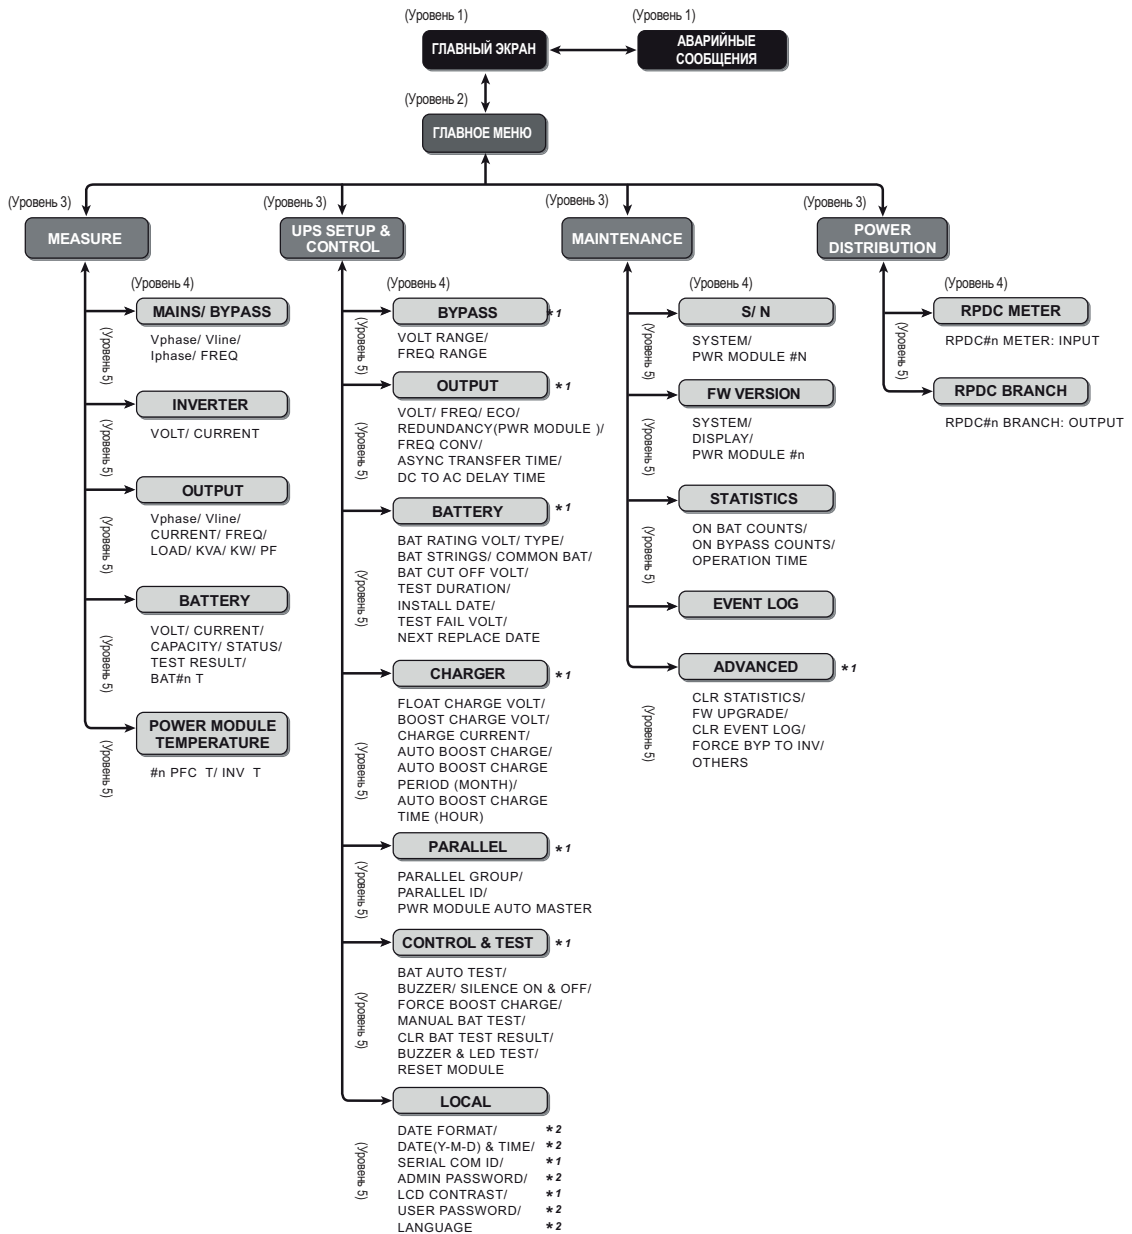 (Уровень 1)
ГЛАВНЫЙ ЭКРАН
(Уровень 1)
АВАРИЙНЫЕ
СООБЩЕНИЯ
(Уровень 2)
ГЛАВНОЕ МЕНЮ
(Уровень 3)
MEASURE
(Уровень 4)
MAINS/ BYPASS
(Уровень 5)
Vphase/ Vline/
Iphase/ FREQ
INVERTER
(Уровень 5)
VOLT/ CURRENT
OUTPUT
(Уровень 5)
Vphase/ Vline/
CURRENT/ FREQ/
LOAD/ KVA/ KW/ PF
BATTERY
(Уровень 5)
VOLT/ CURRENT/
CAPACITY/ STATUS/
TEST RESULT/
BAT#n T
POWER MODULE
TEMPERATURE
(Уровень 5)
#n PFC T/ INV T
(Уровень 3)
UPS SETUP &
CONTROL
(Уровень 4)
BYPASS *1
(Уровень 5)
VOLT RANGE/
FREQ RANGE
OUTPUT *1
(Уровень 5)
VOLT/ FREQ/ ECO/
REDUNDANCY(PWR MODULE )/
FREQ CONV/
ASYNC TRANSFER TIME/
DC TO AC DELAY TIME
BATTERY *1
(Уровень 5)
BAT RATING VOLT/ TYPE/
BAT STRINGS/ COMMON BAT/
BAT CUT OFF VOLT/
TEST DURATION/
INSTALL DATE/
TEST FAIL VOLT/
NEXT REPLACE DATE
CHARGER *1
(Уровень 5)
FLOAT CHARGE VOLT/
BOOST CHARGE VOLT/
CHARGE CURRENT/
AUTO BOOST CHARGE/
AUTO BOOST CHARGE
PERIOD (MONTH)/
AUTO BOOST CHARGE
TIME (HOUR)
PARALLEL *1
(Уровень 5)
PARALLEL GROUP/
PARALLEL ID/
PWR MODULE AUTO MASTER
CONTROL & TEST *1
(Уровень 5)
BAT AUTO TEST/
BUZZER/ SILENCE ON & OFF/
FORCE BOOST CHARGE/
MANUAL BAT TEST/
CLR BAT TEST RESULT/
BUZZER & LED TEST/
RESET MODULE
LOCAL
(Уровень 5)
DATE FORMAT/ *2
DATE(Y-M-D) & TIME/ *2
SERIAL COM ID/ *1
ADMIN PASSWORD/ *2
LCD CONTRAST/ *1
USER PASSWORD/ *2
LANGUAGE *2
(Уровень 3)
MAINTENANCE
(Уровень 4)
S/ N
(Уровень 5)
SYSTEM/
PWR MODULE #N
FW VERSION
(Уровень 5)
SYSTEM/
DISPLAY/
PWR MODULE #n
STATISTICS
(Уровень 5)
ON BAT COUNTS/
ON BYPASS COUNTS/
OPERATION TIME
EVENT LOG
ADVANCED *1
(Уровень 5)
CLR STATISTICS/
FW UPGRADE/
CLR EVENT LOG/
FORCE BYP TO INV/
OTHERS
(Уровень 3)
POWER
DISTRIBUTION
(Уровень 4)
RPDC METER
(Уровень 5)
RPDC#n METER: INPUT
RPDC BRANCH
RPDC#n BRANCH: OUTPUT